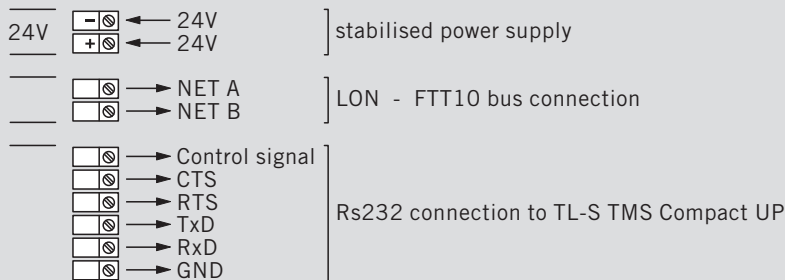 24V
− 24V
+ 24V
stabilised power supply
NET A
NET B
LON - FTT10 bus connection
Control signal
CTS
RTS
TxD
RxD
GND
Rs232 connection to TL-S TMS Compact UP